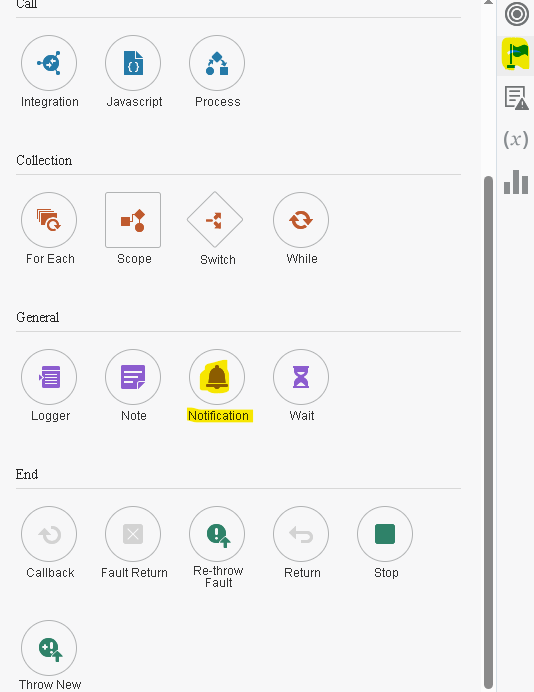 Call
Integration
Javascript
Process
Collection
For Each
Scope
Switch
While
General
Logger
Note
Notification
Wait
End
Callback
Fault Return
Re-throw
Fault
Return
Stop
Throw New
(x)